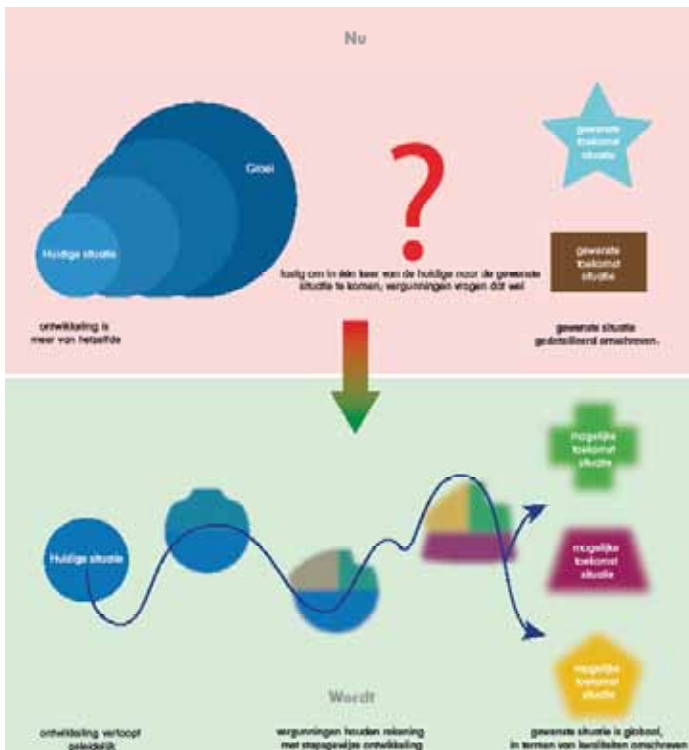 Nu
Groei
Huidige situatie
gewenste
toekomst
situatie
gewenste
toekomst
situatie
lastig om in één keer van de huidige naar de gewenste
situatie te komen, vergunningen vragen dat wel
ontwikkeling is
meer van hetzelfde
gewenste situatie
gedetailleerd omschreven.
mogelijke
toekomst
situatie
Huidige situatie
mogelijke
toekomst
situatie
mogelijke
toekomst
situatie
Wordt
ontwikkeling verloopt
geleidelijk
vergunningen houden rekening
met stapsgewijze ontwikkeling
gewenste situatie is globaal,
in termen van kwaliteiten omschreven